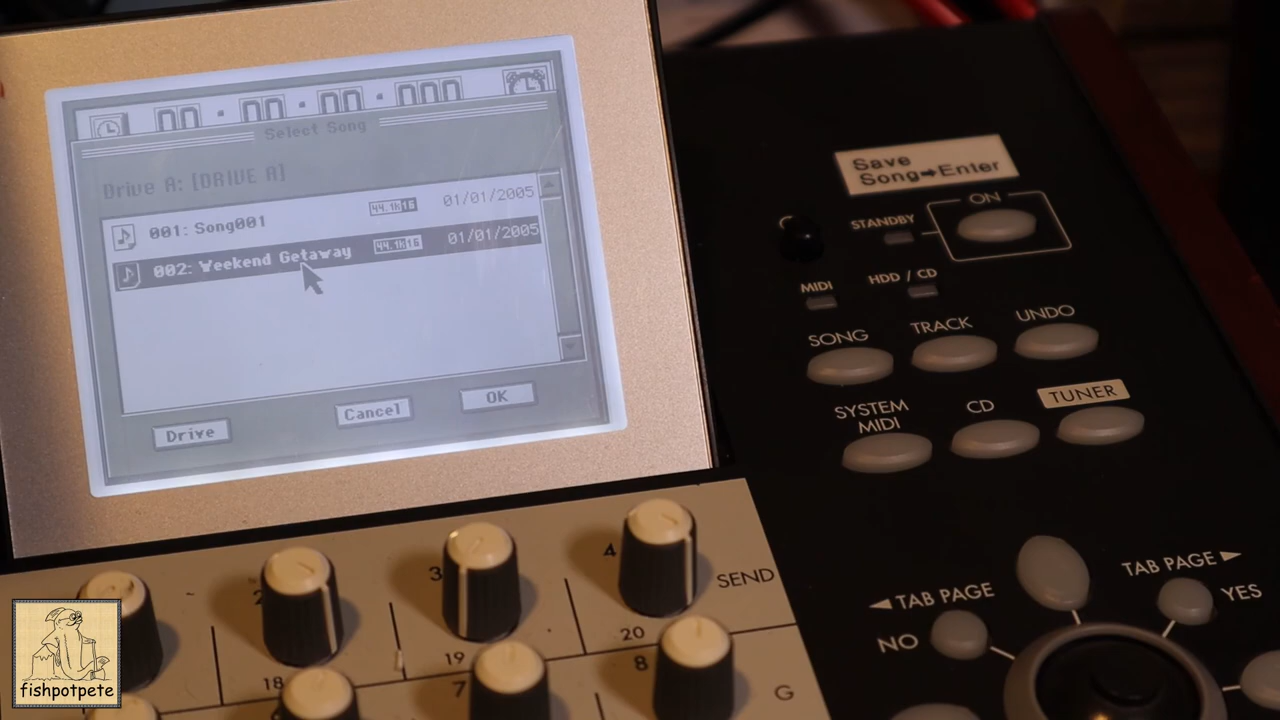 00.00.00.000
Select Song
Drive A: [DRIVE A]
001: Song001 44.1k16 01/01/2005
002: Weekend Getaway 44.1k16 01/01/2005
Drive Cancel OK
Save
Song➡Enter
ON
STANDBY
MIDI HDD / CD
SONG TRACK UNDO
SYSTEM
MIDI
CD
TUNER
2 3 4 SEND
18 19 20
7 8 G
◀TAB PAGE
TAB PAGE▶
NO
YES
fishpotpete